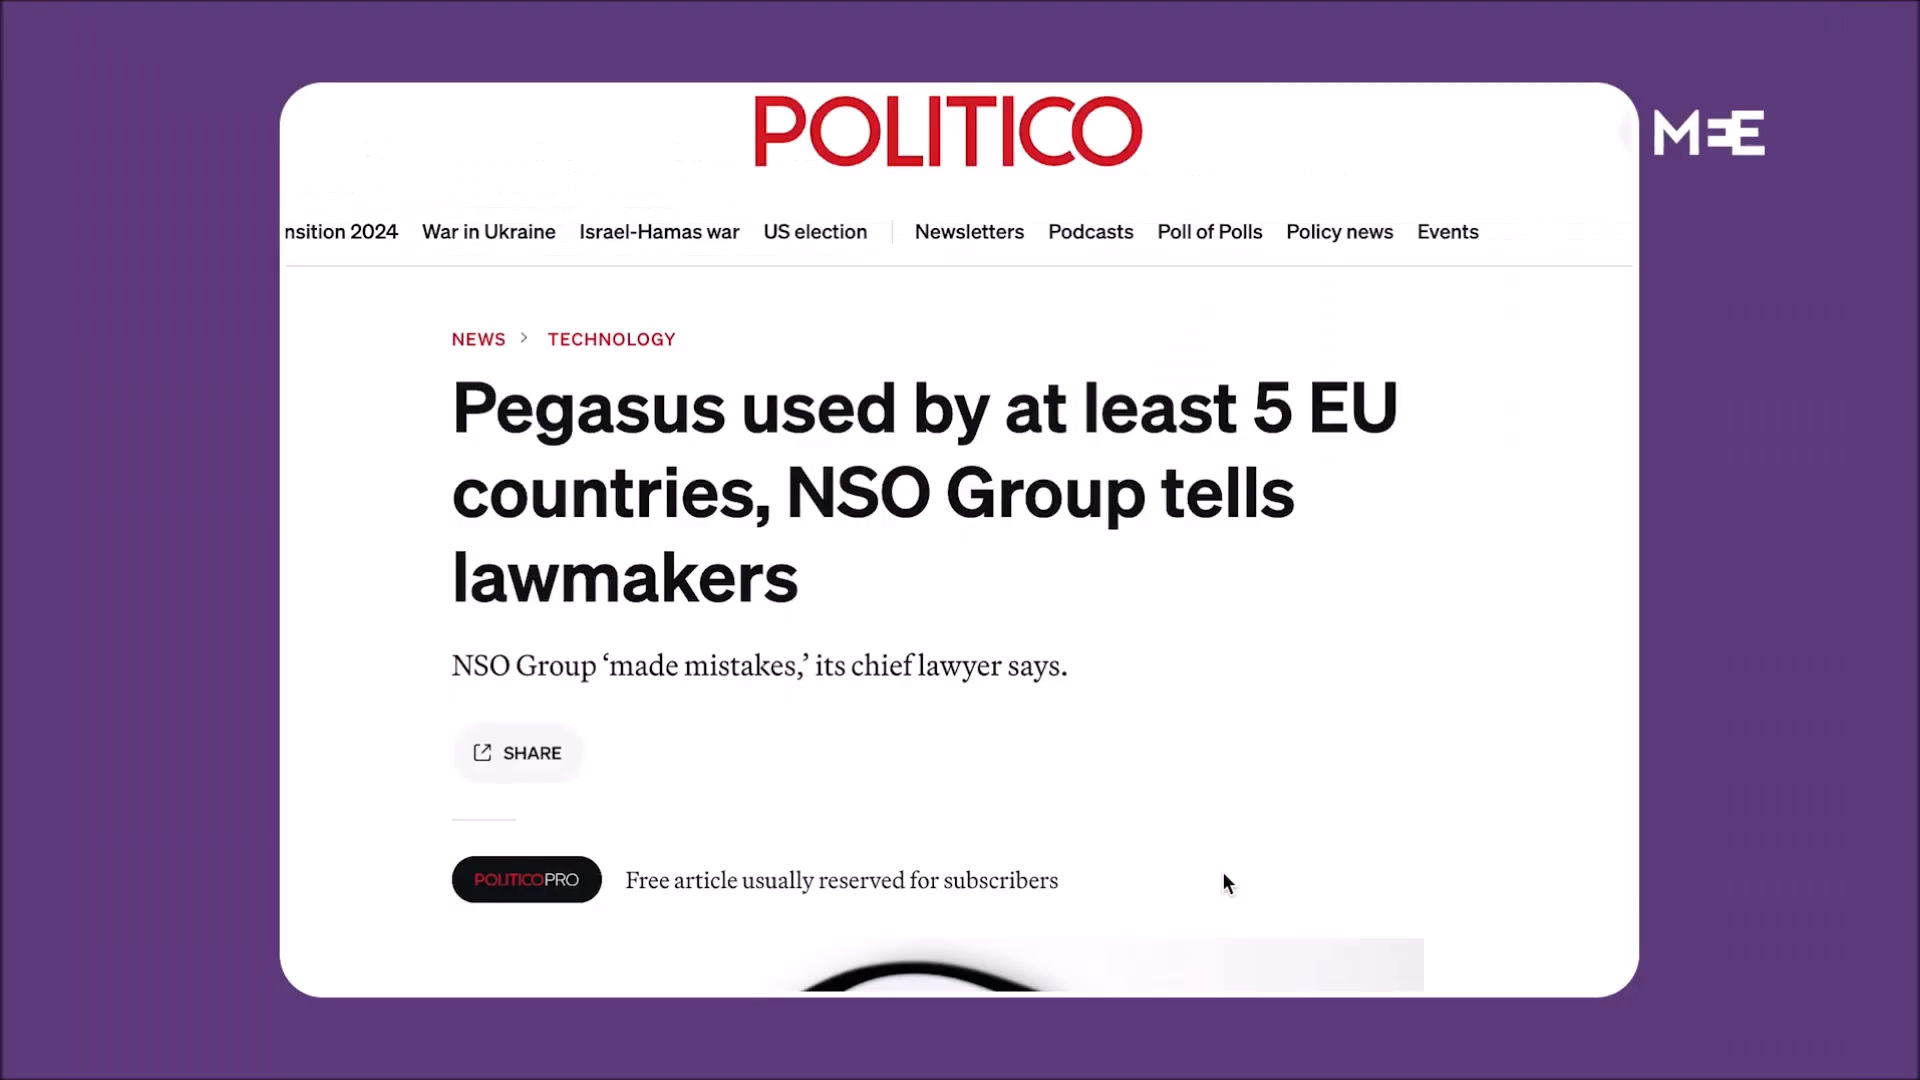 POLITICO
MEE
nsition 2024 War in Ukraine Israel-Hamas war US election Newsletters Podcasts Poll of Polls Policy news Events
NEWS > TECHNOLOGY
Pegasus used by at least 5 EU
countries, NSO Group tells
lawmakers
NSO Group ‘made mistakes,’ its chief lawyer says.
SHARE
POLITICOPRO Free article usually reserved for subscribers